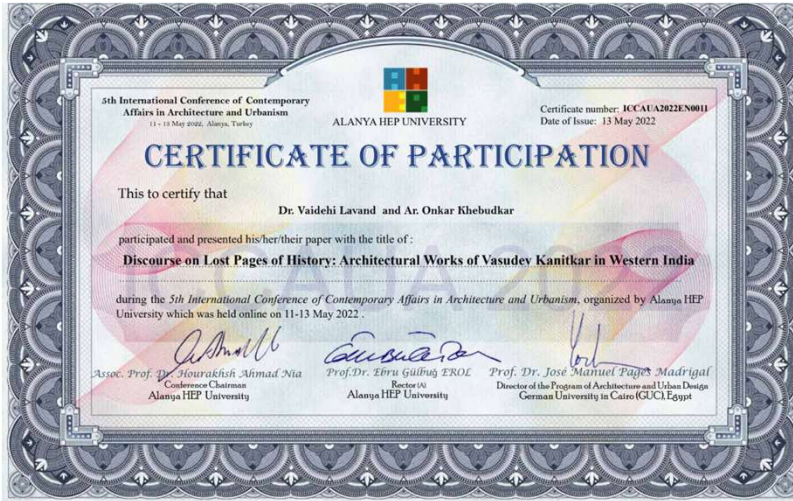 5th International Conference of Contemporary
Affairs in Architecture and Urbanism
11 - 13 May 2022, Alanya, Turkey
ALANYA HEP UNIVERSITY
Certificate number: ICCAUA2022EN0011
Date of Issue: 13 May 2022
CERTIFICATE OF PARTICIPATION
This to certify that
Dr. Vaidehi Lavand and Ar. Onkar Khebudkar
participated and presented his/her/their paper with the title of :
Discourse on Lost Pages of History: Architectural Works of Vasudev Kanitkar in Western India
ICCAUA 2022
during the 5th International Conference of Contemporary Affairs in Architecture and Urbanism, organized by Alanya HEP
University which was held online on 11-13 May 2022 .
Assoc. Prof. Dr. Hourakhsh Ahmad Nia
Conference Chairman
Alanya HEP University
Prof.Dr. Ebru Gülbuğ EROL
Rector (A)
Alanya HEP University
Prof. Dr. José Manuel Pagés Madrigal
Director of the Program of Architecture and Urban Design
German University in Cairo (GUC), Egypt